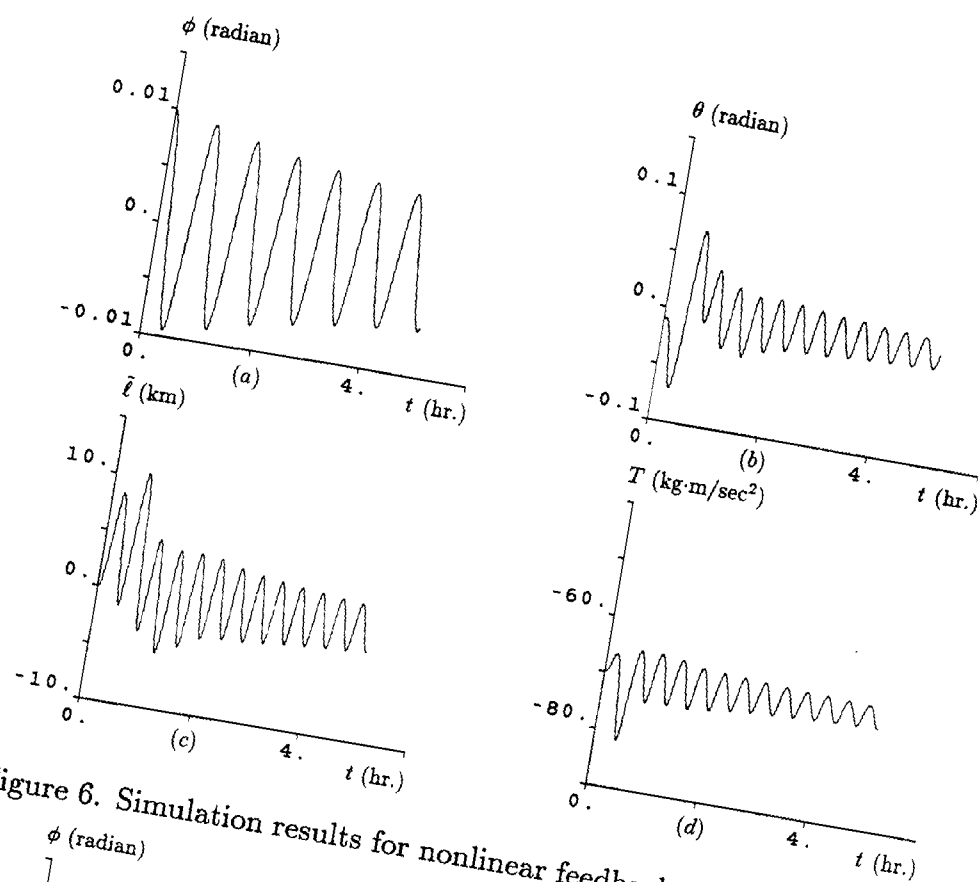 ϕ (radian)
0.01
0.
-0.01
0.
(a)
4.
t (hr.)
θ (radian)
0.1
0.
-0.1
0.
(b)
4.
t (hr.)
ℓ̃ (km)
10.
0.
-10.
0.
(c)
4.
t (hr.)
T (kg·m/sec²)
-60.
-80.
0.
(d)
4.
t (hr.)
igure 6. Simulation results for nonlinear
ϕ (radian)